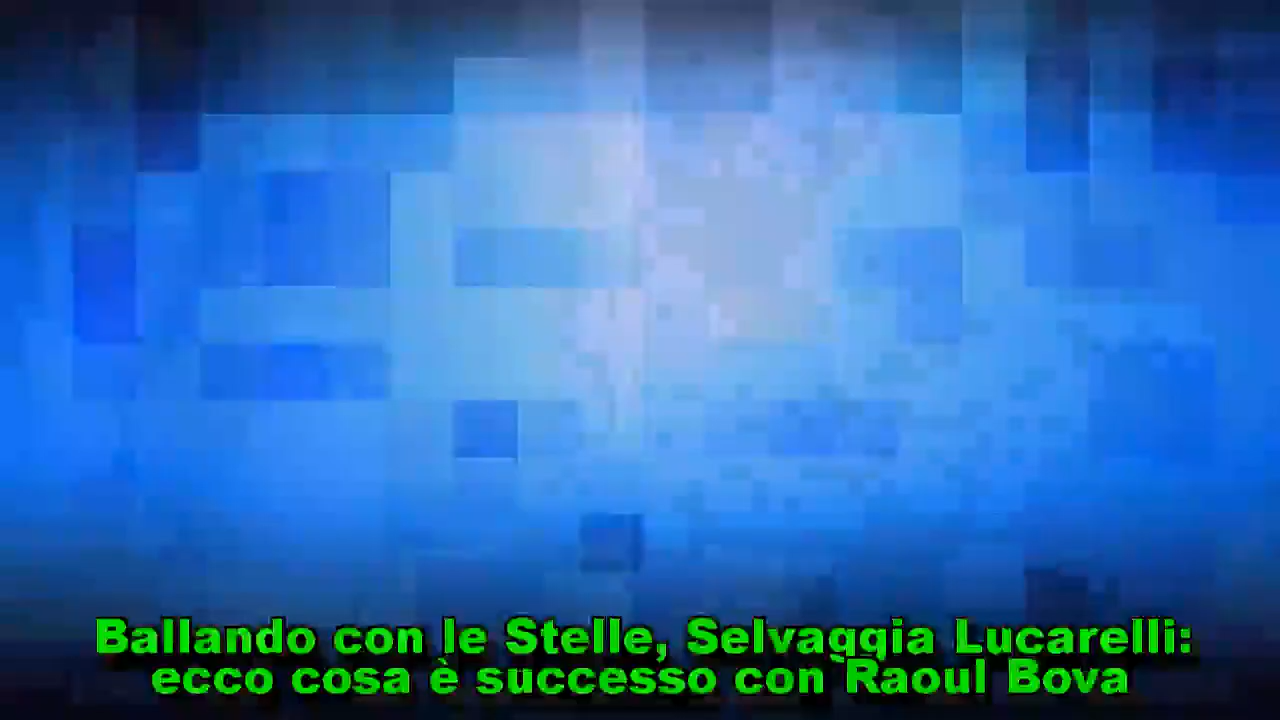 Ballando con le Stelle, Selvaggia Lucarelli:
ecco cosa è successo con Raoul Bova